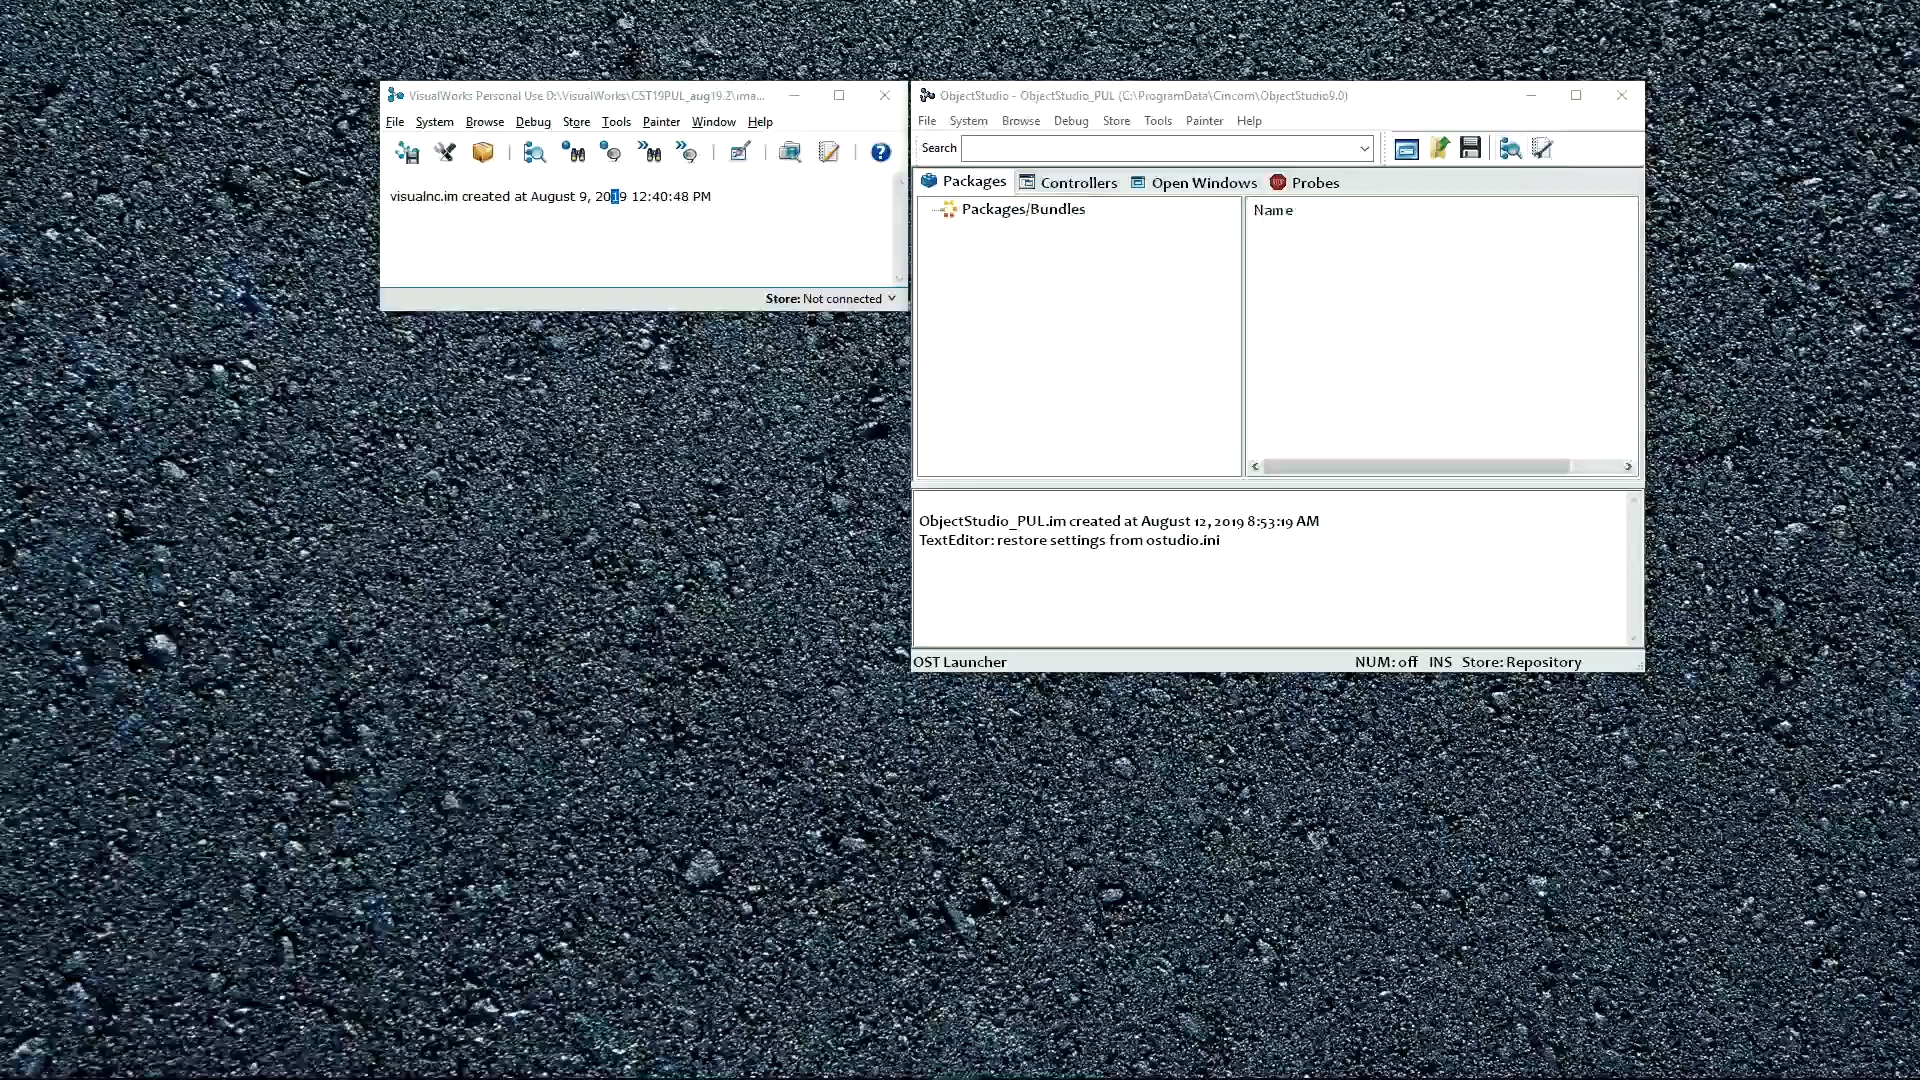 VisualWorks Personal Use D:\VisualWorks\CST19PUL_aug19.2\ima...
File System Browse Debug Store Tools Painter Window Help
visualnc.im created at August 9, 2019 12:40:48 PM
Store: Not connected
ObjectStudio - ObjectStudio_PUL (C:\ProgramData\Cincom\ObjectStudio9.0)
File System Browse Debug Store Tools Painter Help
Search
Packages Controllers Open Windows Probes
Packages/Bundles
Name
ObjectStudio_PUL.im created at August 12, 2019 8:53:19 AM
TextEditor: restore settings from ostudio.ini
OST Launcher NUM: off INS Store: Repository